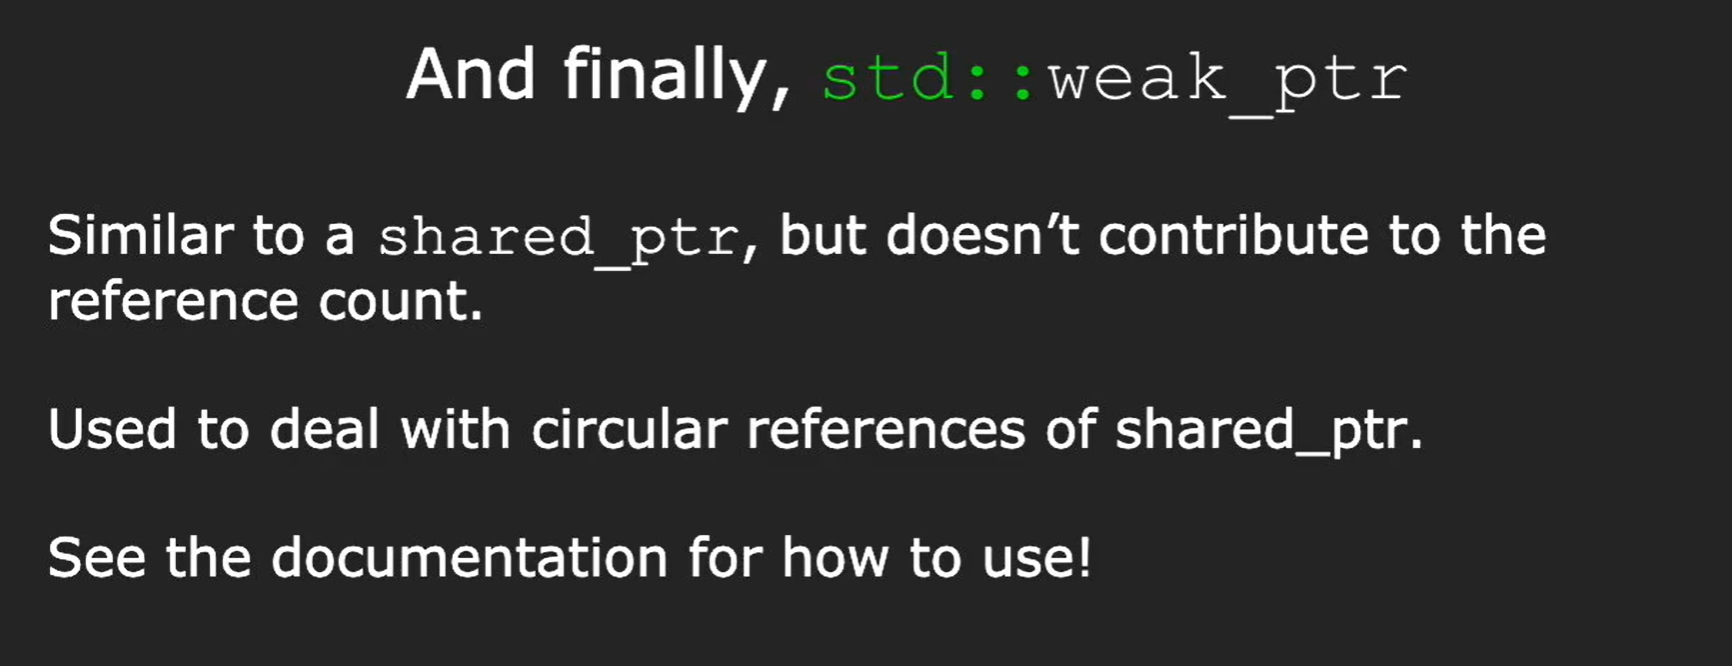 And finally, std::weak_ptr
Similar to a shared_ptr, but doesn’t contribute to the
reference count.
Used to deal with circular references of shared_ptr.
See the documentation for how to use!